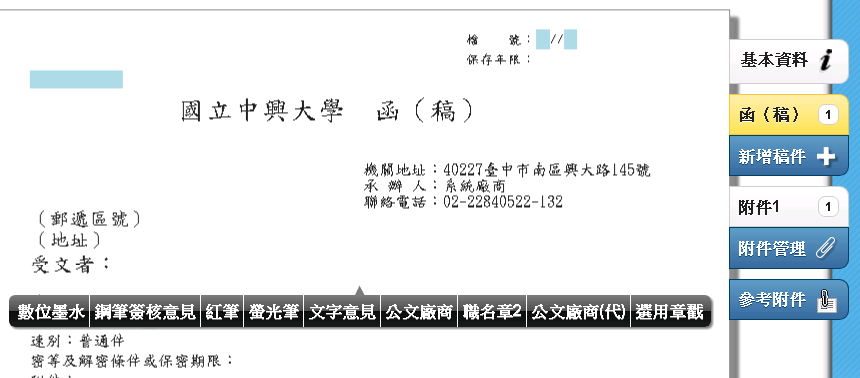 檔　號：　//
保存年限：
國立中興大學　函（稿）
機關地址：40227臺中市南區興大路145號
承 辦 人：系統廠商
聯絡電話：02-22840522-132
（郵遞區號）
（地址）
受文者：
數位墨水 鋼筆簽核意見 紅筆 螢光筆 文字意見 公文廠商 職名章2 公文廠商(代) 選用章戳
速別：普通件
密等及解密條件或保密期限：
基本資料 i
函（稿） 1
新增稿件
附件1 1
附件管理
參考附件